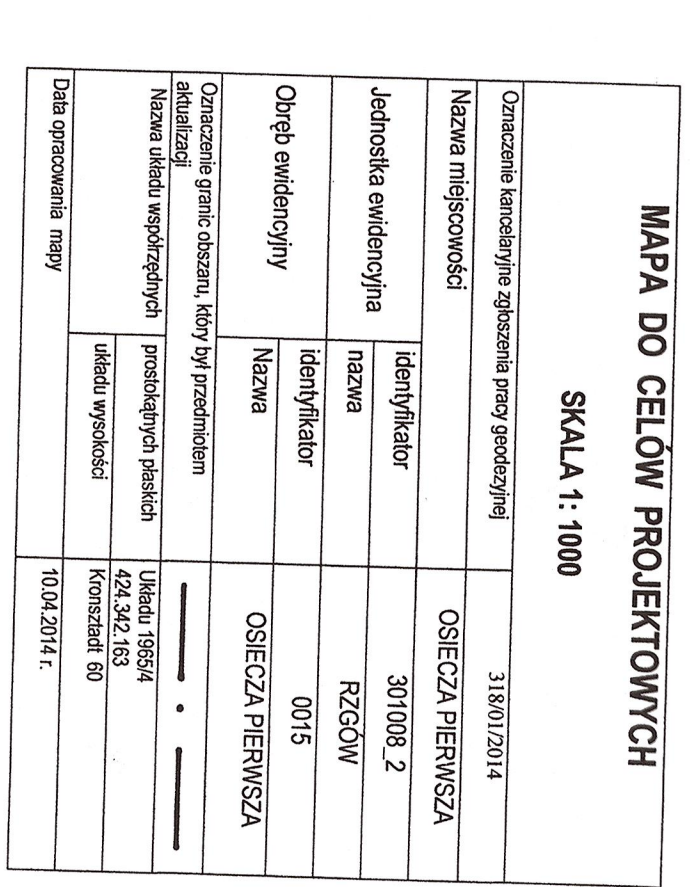 MAPA DO CELÓW PROJEKTOWYCH
SKALA 1: 1000
Oznaczenie kancelaryjne zgłoszenia pracy geodezyjnej 318/01/2014
Nazwa miejscowości OSIECZA PIERWSZA
Jednostka ewidencyjna identyfikator 301008_2
nazwa RZGÓW
Obręb ewidencyjny identyfikator 0015
Nazwa OSIECZA PIERWSZA
Oznaczenie granic obszaru, który był przedmiotem
aktualizacji
Nazwa układu współrzędnych prostokątnych płaskich Układu 1965/4
424.342.163
układu wysokości Kronsztadt 60
Data opracowania mapy 10.04.2014 r.